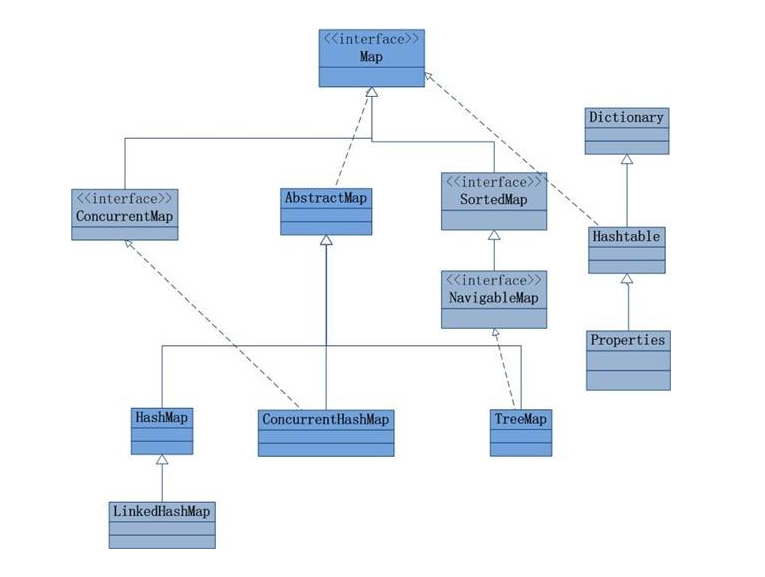 <<interface>>
Map
Dictionary
<<interface>>
ConcurrentMap
AbstractMap
<<interface>>
SortedMap
Hashtable
<<interface>>
NavigableMap
Properties
HashMap
ConcurrentHashMap
TreeMap
LinkedHashMap